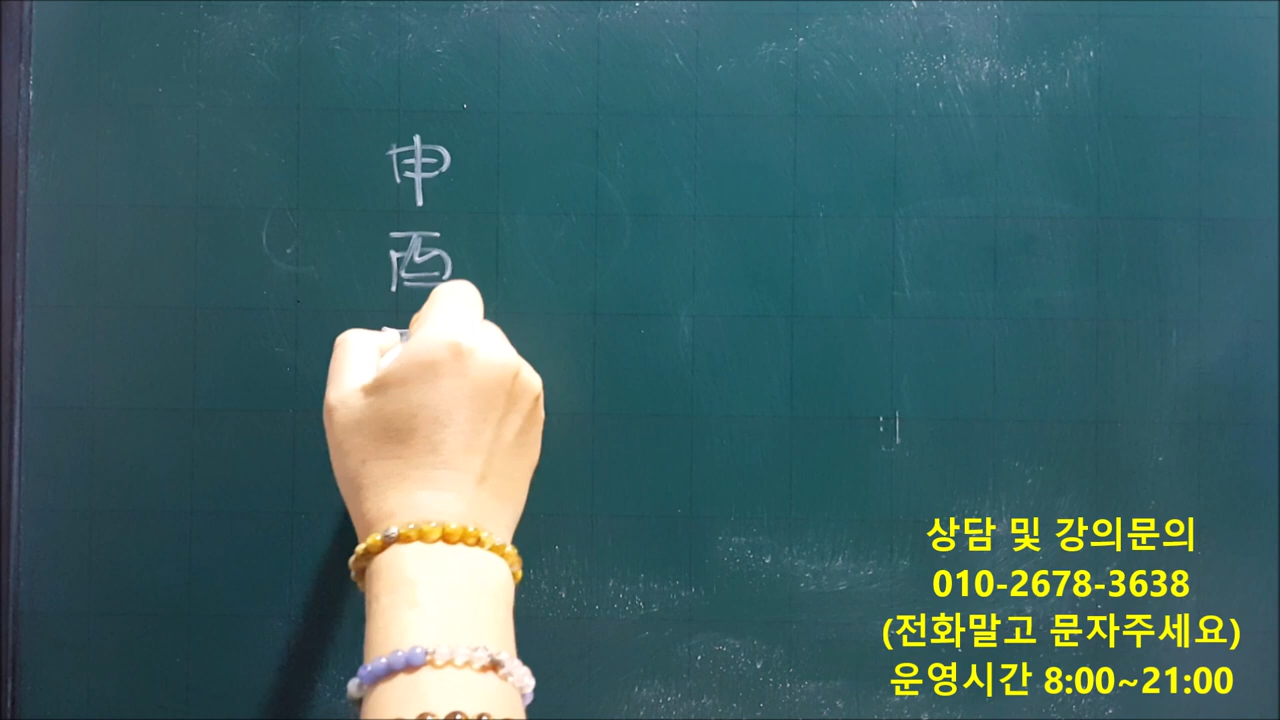 申
酉
상담 및 강의문의
010-2678-3638
(전화말고 문자주세요)
운영시간 8:00~21:00